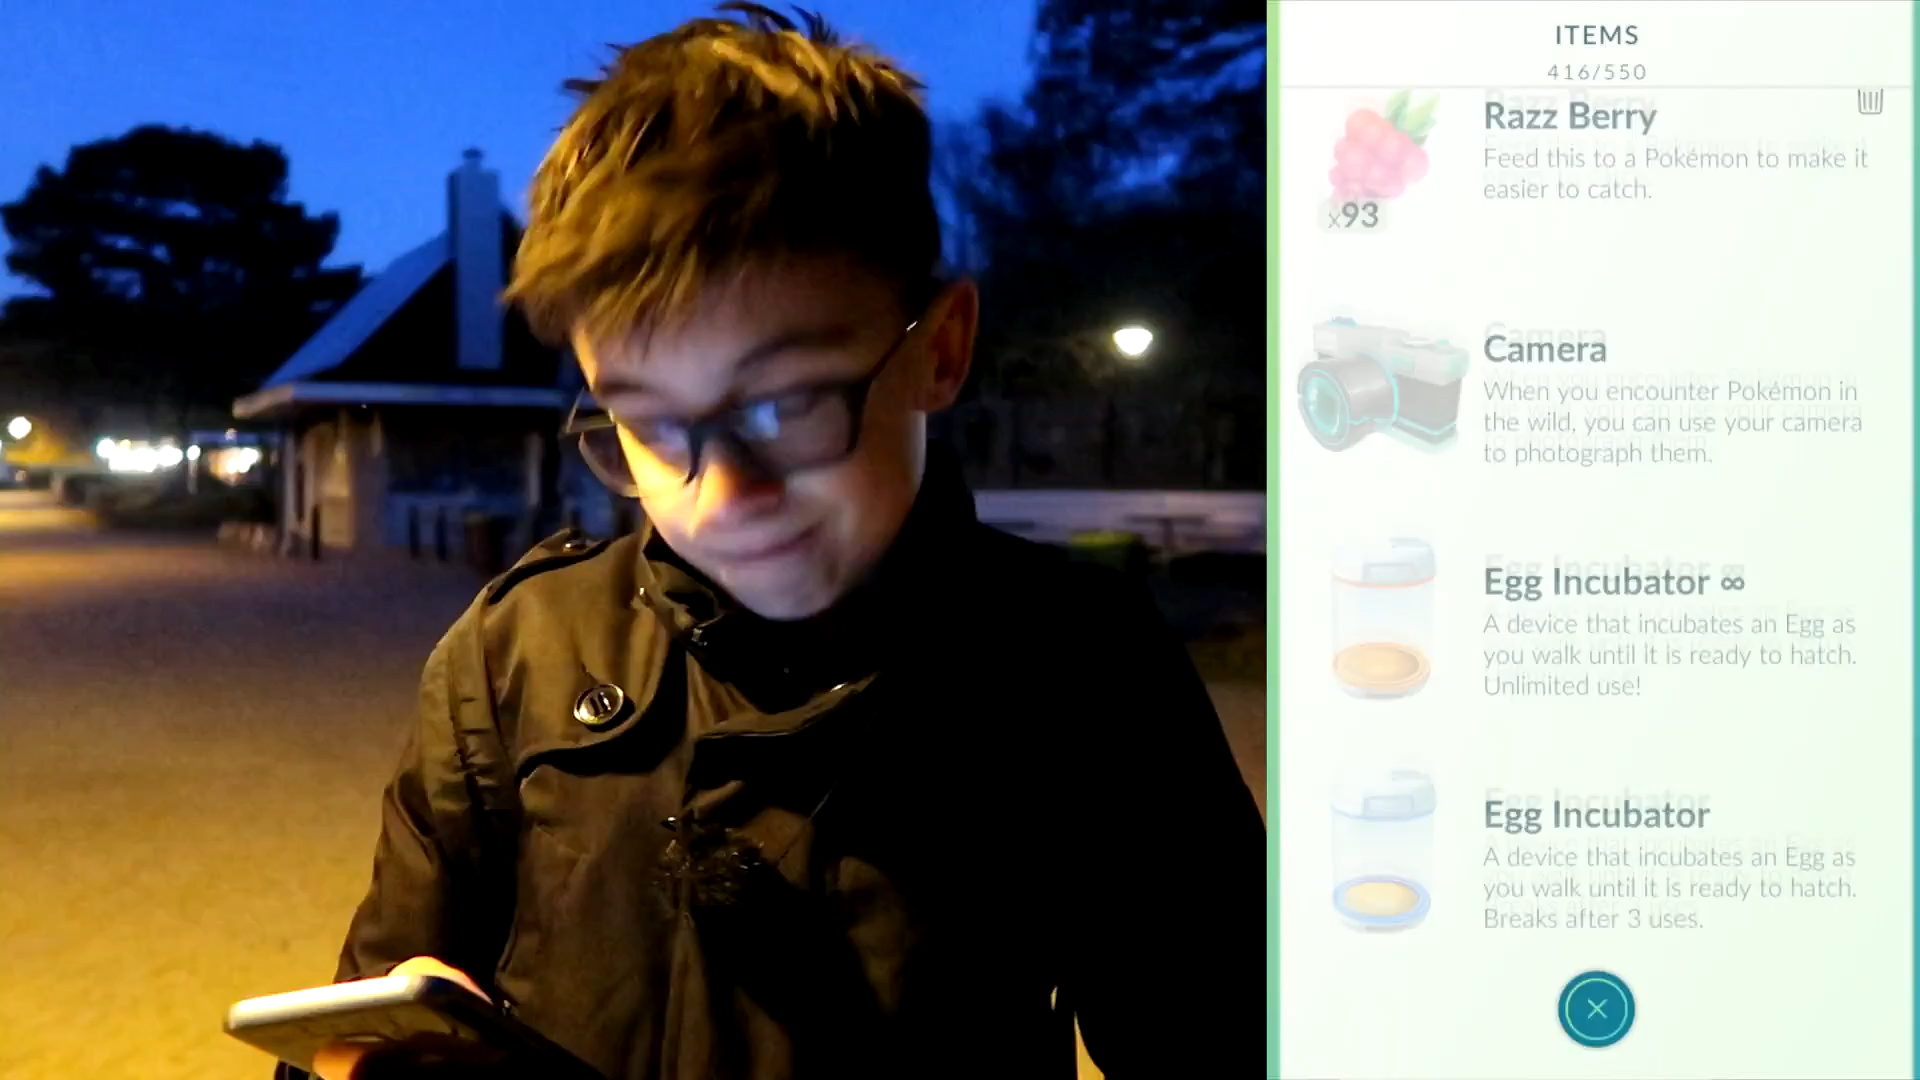 ITEMS
416/550
Razz Berry
Feed this to a Pokémon to make it
easier to catch.
x93
Camera
When you encounter Pokémon in
the wild, you can use your camera
to photograph them.
Egg Incubator ∞
A device that incubates an Egg as
you walk until it is ready to hatch.
Unlimited use!
Egg Incubator
A device that incubates an Egg as
you walk until it is ready to hatch.
Breaks after 3 uses.